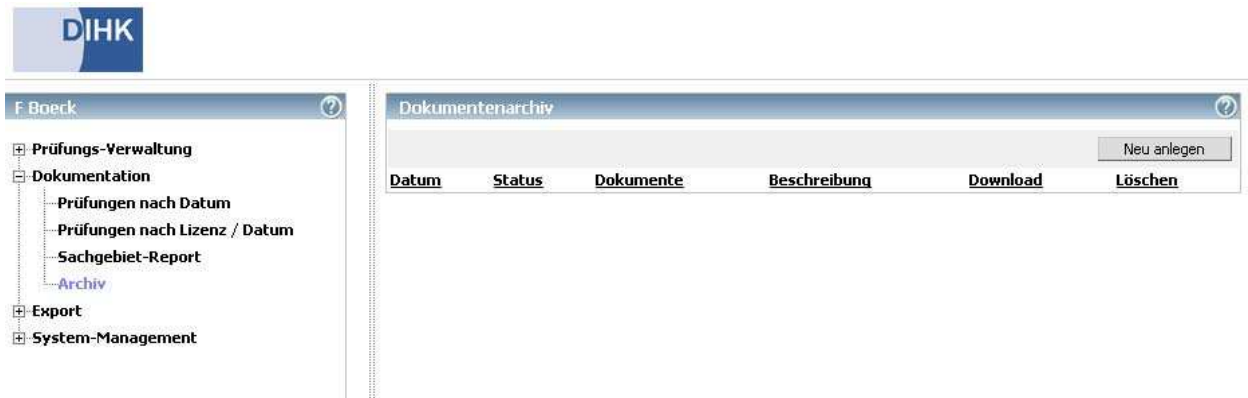 DIHK
F Boeck
Prüfungs-Verwaltung
Dokumentation
Prüfungen nach Datum
Prüfungen nach Lizenz / Datum
Sachgebiet-Report
Archiv
Export
System-Management
Dokumentenarchiv
Neu anlegen
Datum Status Dokumente Beschreibung Download Löschen